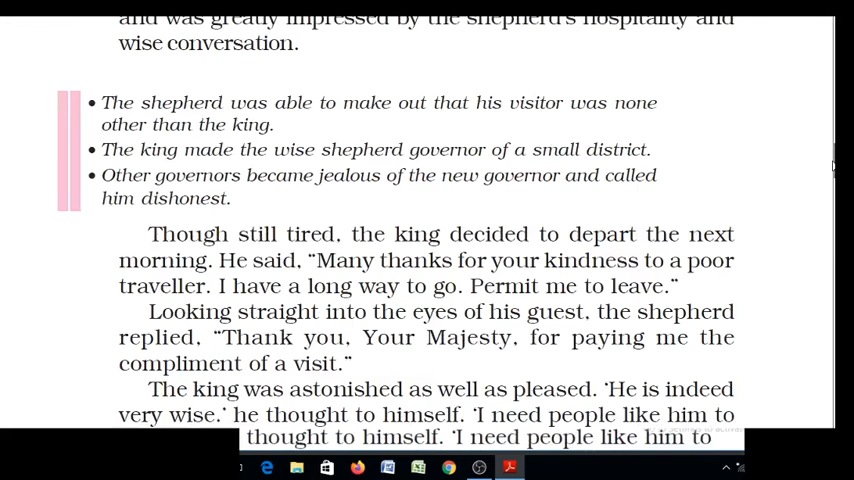 and was greatly impressed by the shepherd's hospitality and
wise conversation.
• The shepherd was able to make out that his visitor was none
other than the king.
• The king made the wise shepherd governor of a small district.
• Other governors became jealous of the new governor and called
him dishonest.
Though still tired, the king decided to depart the next
morning. He said, “Many thanks for your kindness to a poor
traveller. I have a long way to go. Permit me to leave.”
Looking straight into the eyes of his guest, the shepherd
replied, “Thank you, Your Majesty, for paying me the
compliment of a visit.”
The king was astonished as well as pleased. ‘He is indeed
very wise.’ he thought to himself. ‘I need people like him to
thought to himself. ‘I need people like him to